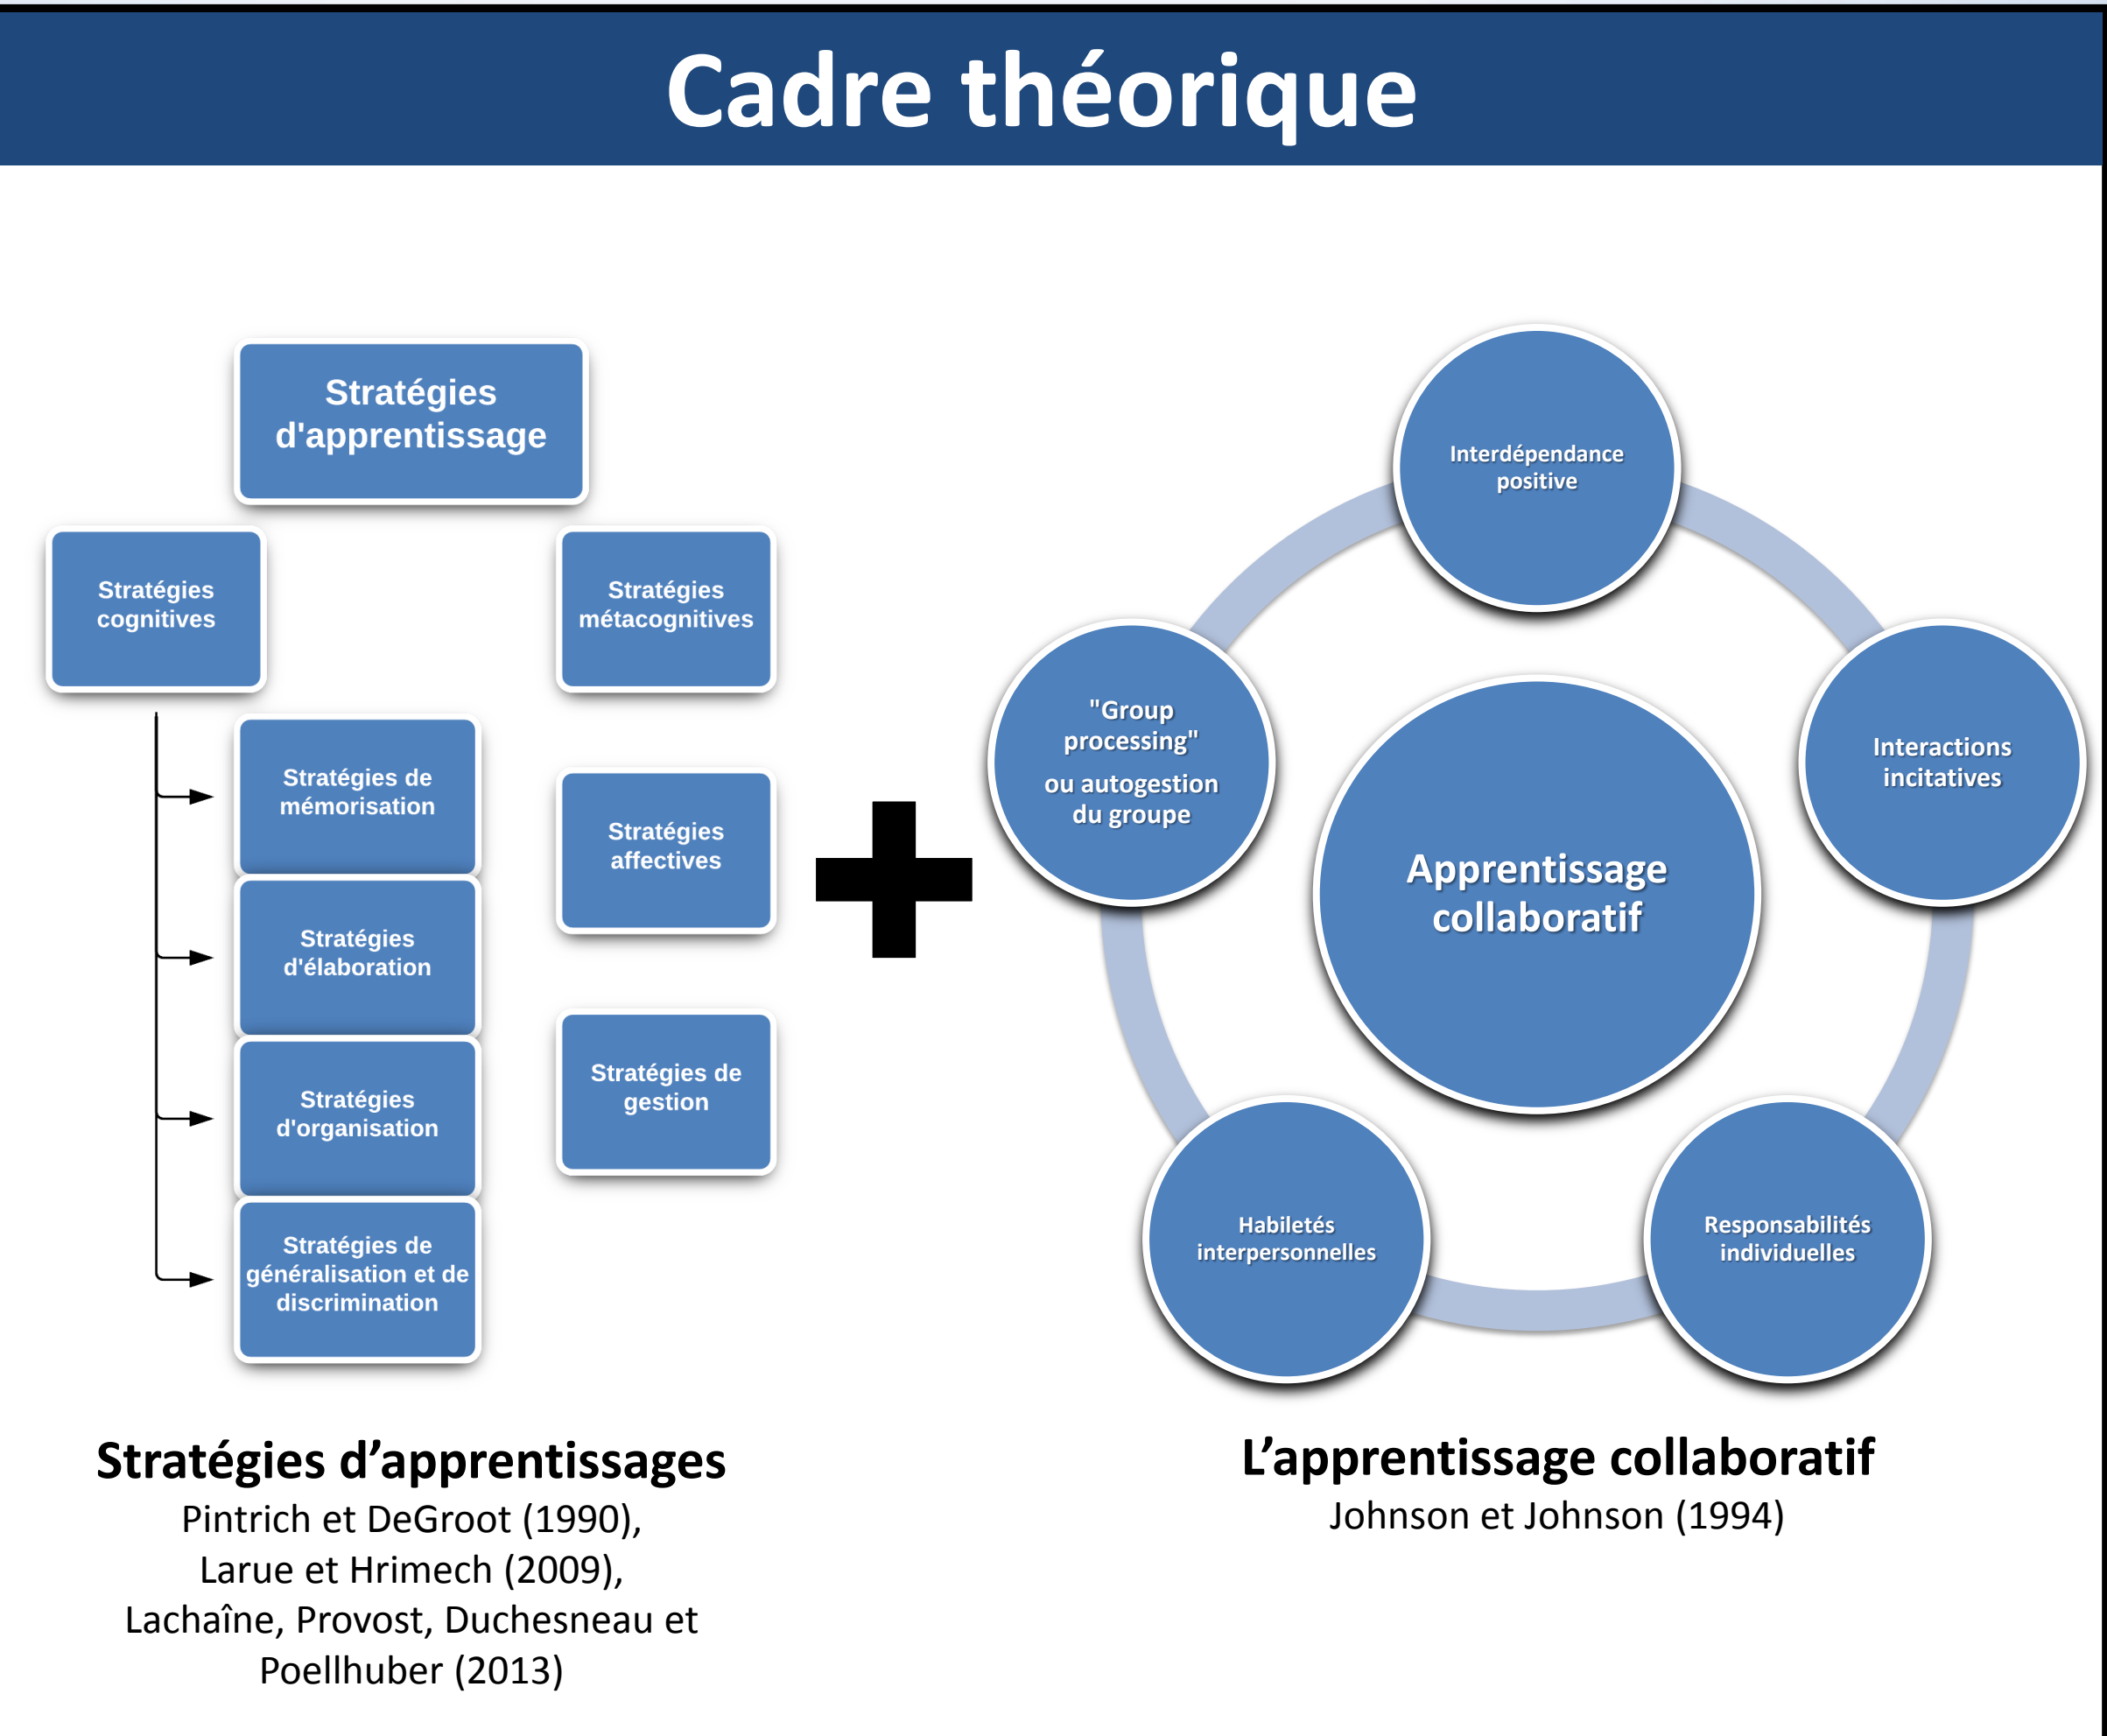 Cadre théorique
Stratégies
d'apprentissage
Stratégies
cognitives
Stratégies
métacognitives
Stratégies de
mémorisation
Stratégies
d'élaboration
Stratégies
d'organisation
Stratégies de
généralisation et de
discrimination
Stratégies
affectives
Stratégies de
gestion
Interdépendance
positive
Interactions
incitatives
Responsabilités
individuelles
Habiletés
interpersonnelles
"Group
processing"
ou autogestion
du groupe
Apprentissage
collaboratif
Stratégies d’apprentissages
Pintrich et DeGroot (1990),
Larue et Hrimech (2009),
Lachaîne, Provost, Duchesneau et
Poellhuber (2013)
L’apprentissage collaboratif
Johnson et Johnson (1994)